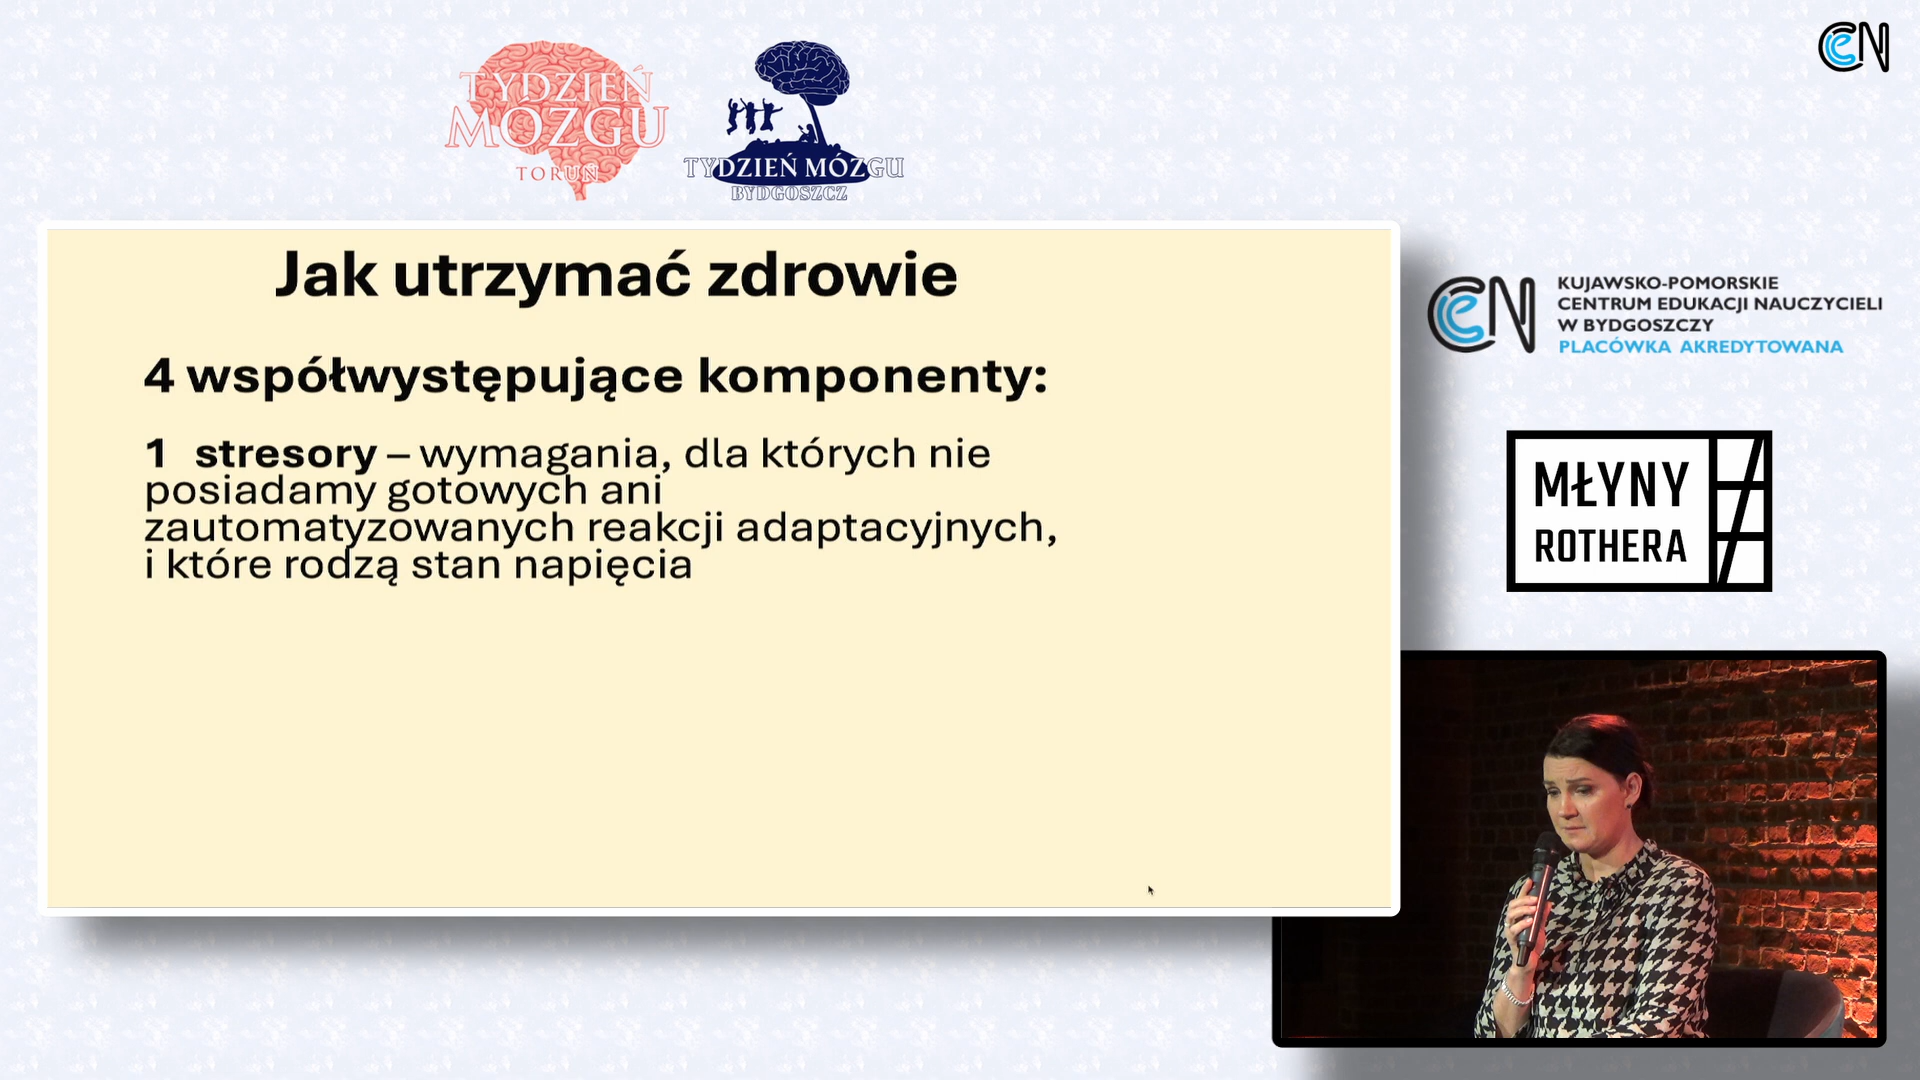 TYDZIEŃ
MÓZGU
TORUŃ
TYDZIEŃ MÓZGU
BYDGOSZCZ
CeN
Jak utrzymać zdrowie
4 współwystępujące komponenty:
1 stresory – wymagania, dla których nie
posiadamy gotowych ani
zautomatyzowanych reakcji adaptacyjnych,
i które rodzą stan napięcia
CeN
KUJAWSKO-POMORSKIE
CENTRUM EDUKACJI NAUCZYCIELI
W BYDGOSZCZY
PLACÓWKA AKREDYTOWANA
MŁYNY
ROTHERA